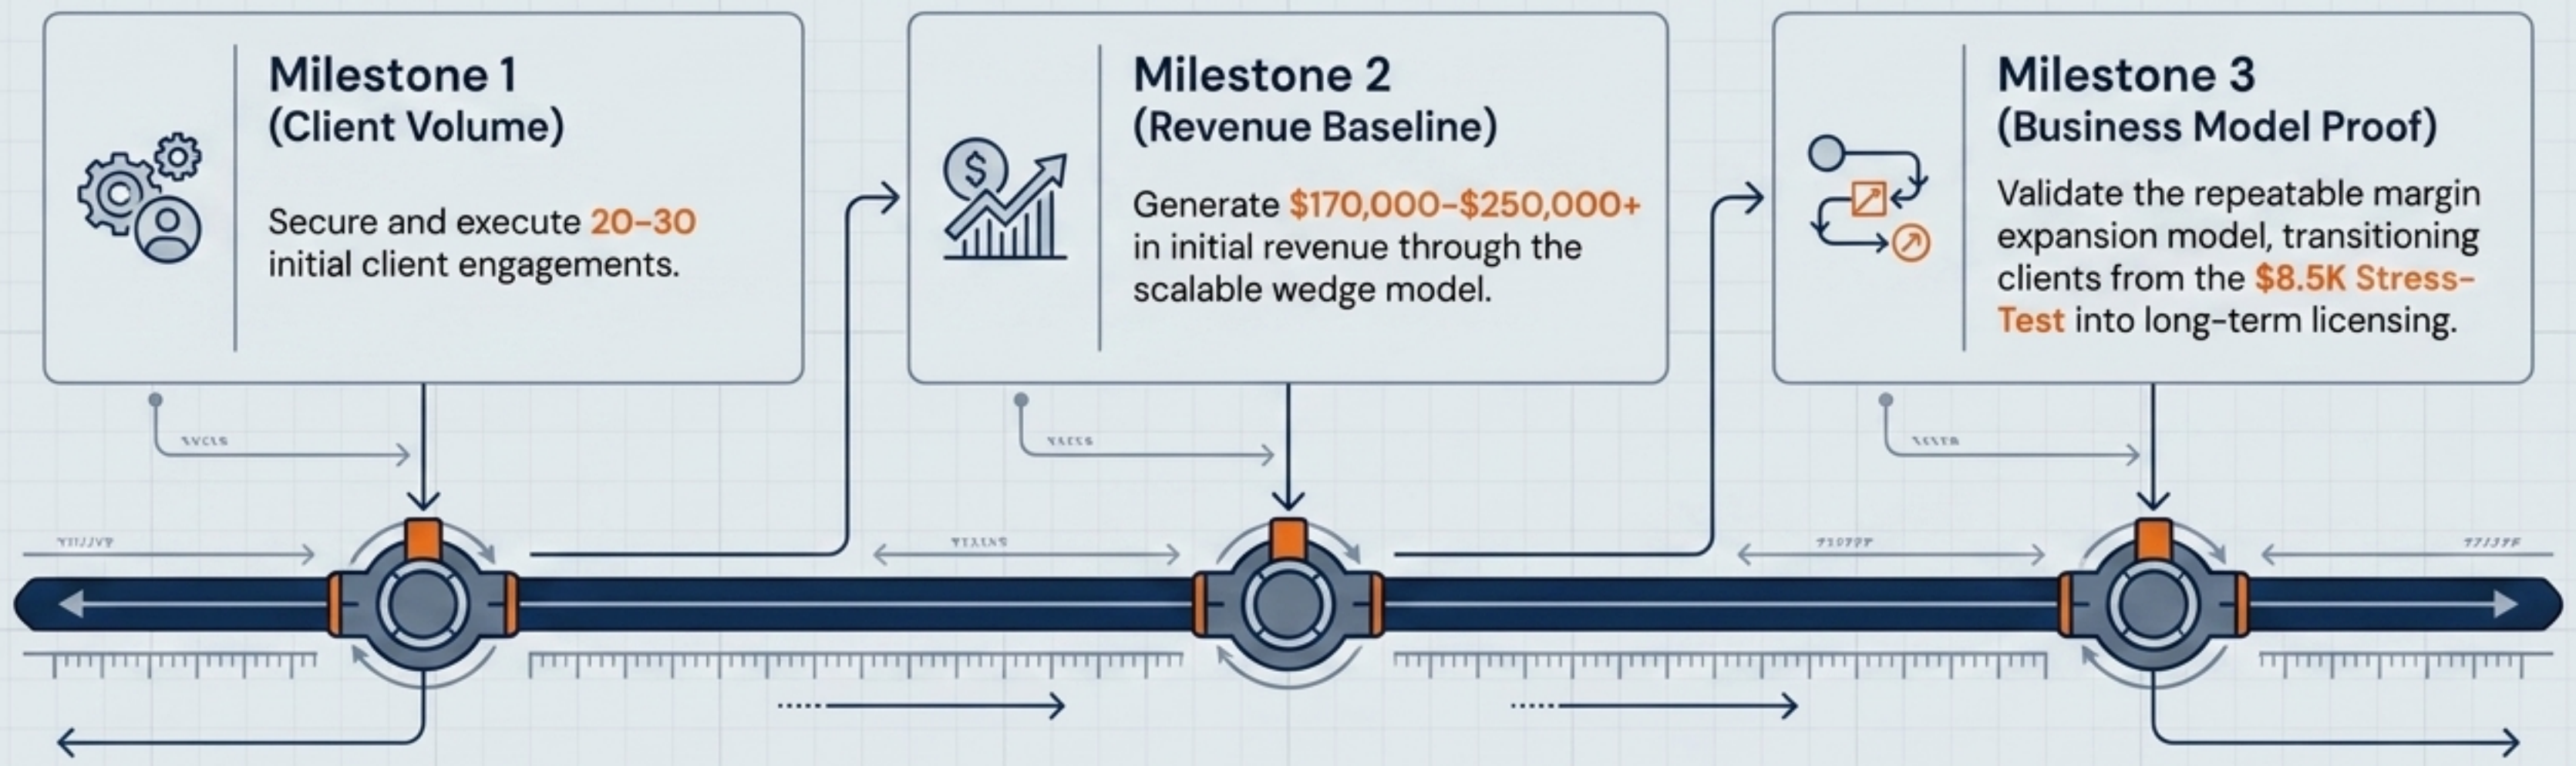 Milestone 1
(Client Volume)
Secure and execute 20–30
initial client engagements.
Milestone 2
(Revenue Baseline)
Generate $170,000–$250,000+
in initial revenue through the
scalable wedge model.
Milestone 3
(Business Model Proof)
Validate the repeatable margin
expansion model, transitioning
clients from the $8.5K Stress-
Test into long-term licensing.